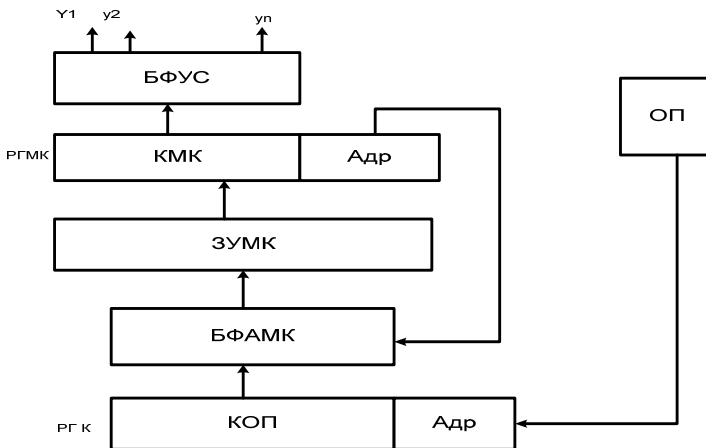 Y1 y2 yn
БФУС
ОП
РГМК КМК Адр
ЗУМК
БФАМК
РГ К КОП Адр